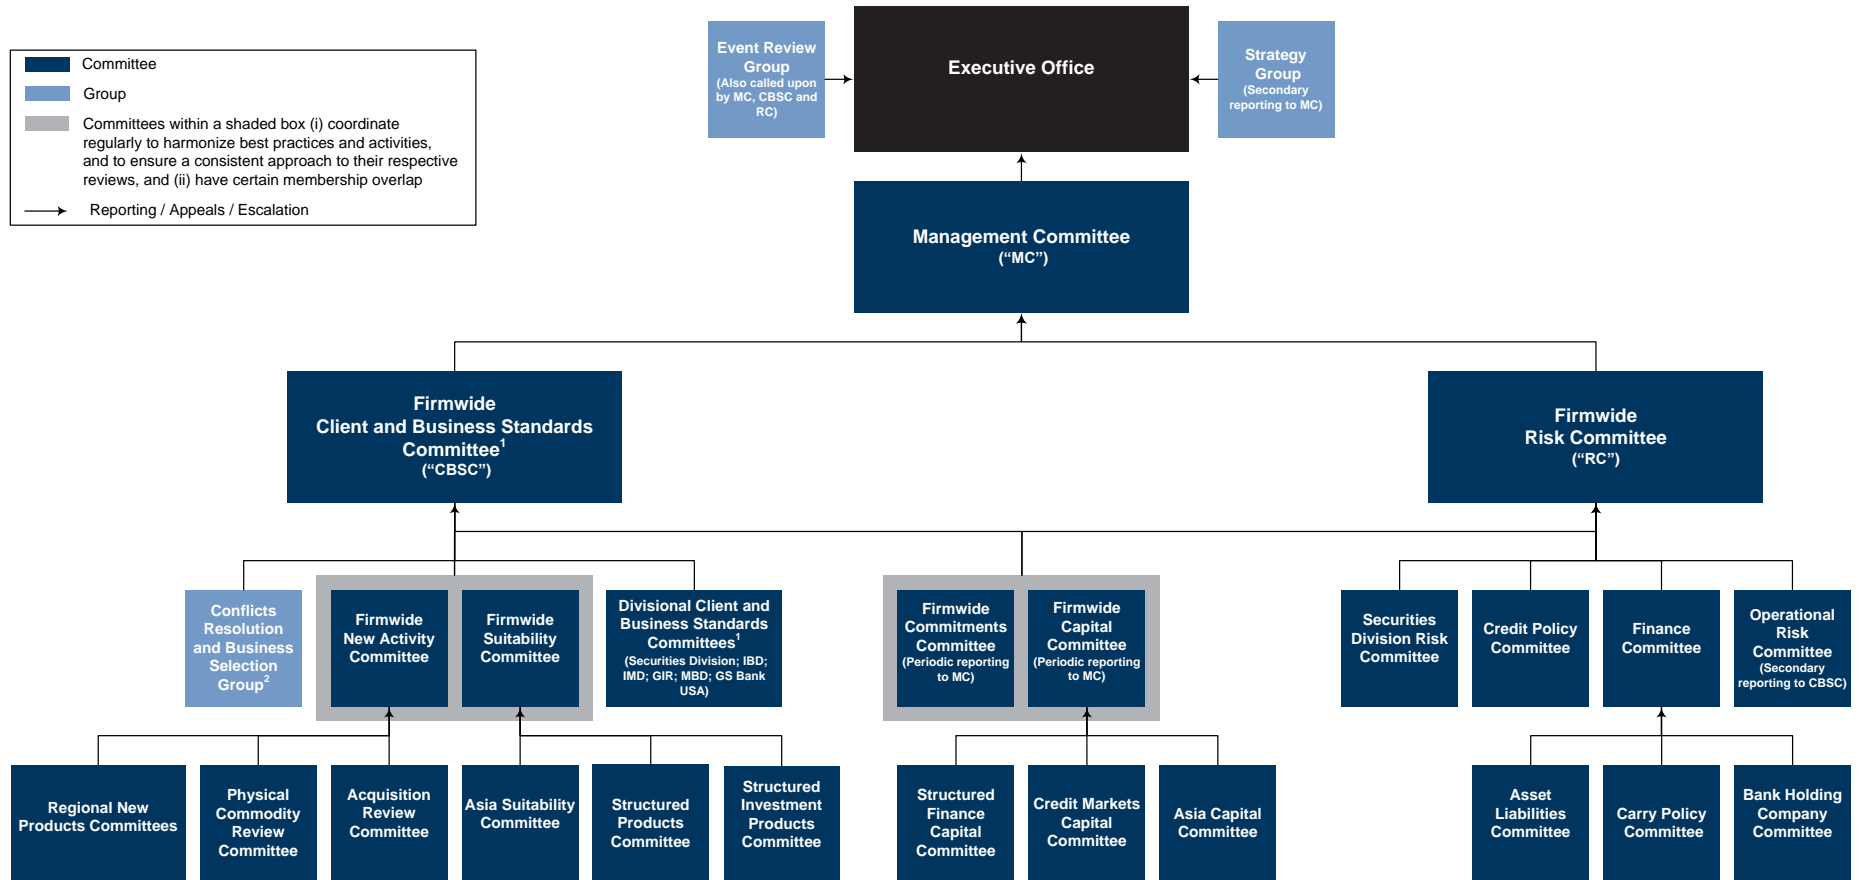 Committee
Group
Committees within a shaded box (i) coordinate
regularly to harmonize best practices and activities,
and to ensure a consistent approach to their respective
reviews, and (ii) have certain membership overlap
Reporting / Appeals / Escalation
Event Review
Group
(Also called upon
by MC, CBSC and
RC)
Executive Office
Strategy
Group
(Secondary
reporting to MC)
Management Committee
(“MC”)
Firmwide
Client and Business Standards
Committee1
(“CBSC”)
Firmwide
Risk Committee
(“RC”)
Conflicts
Resolution
and Business
Selection
Group2
Firmwide
New Activity
Committee
Firmwide
Suitability
Committee
Divisional Client and
Business Standards
Committees1
(Securities Division; IBD;
IMD; GIR; MBD; GS Bank
USA)
Firmwide
Commitments
Committee
(Periodic reporting
to MC)
Firmwide
Capital
Committee
(Periodic reporting
to MC)
Securities
Division Risk
Committee
Credit Policy
Committee
Finance
Committee
Operational
Risk
Committee
(Secondary
reporting to CBSC)
Regional New
Products Committees
Physical
Commodity
Review
Committee
Acquisition
Review
Committee
Asia Suitability
Committee
Structured
Products
Committee
Structured
Investment
Products
Committee
Structured
Finance
Capital
Committee
Credit Markets
Capital
Committee
Asia Capital
Committee
Asset
Liabilities
Committee
Carry Policy
Committee
Bank Holding
Company
Committee